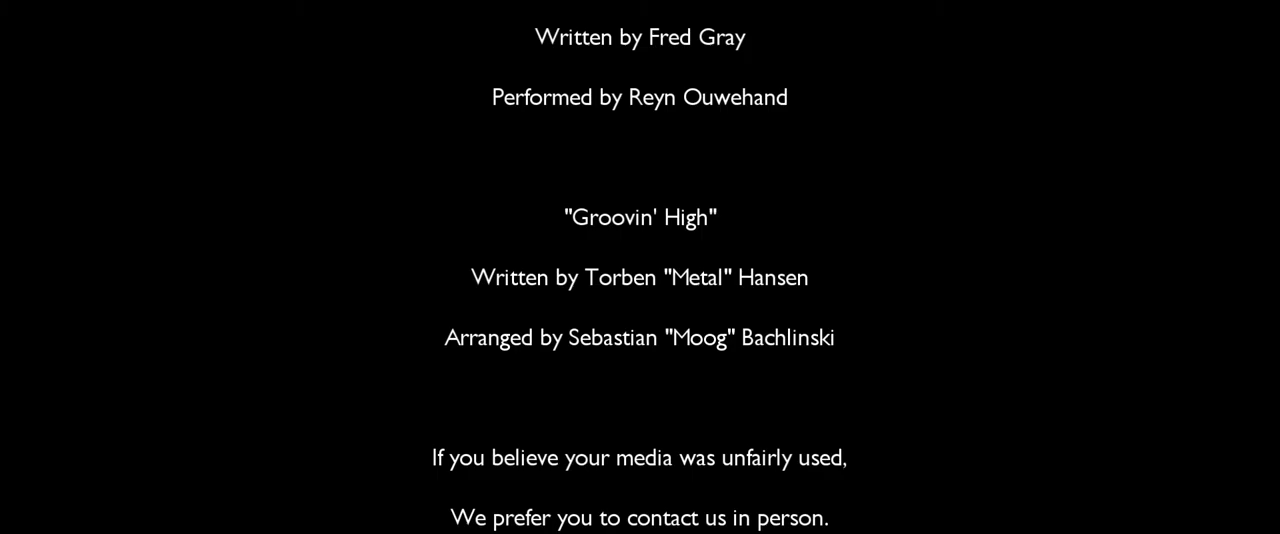 Written by Fred Gray
Performed by Reyn Ouwehand
"Groovin' High"
Written by Torben "Metal" Hansen
Arranged by Sebastian "Moog" Bachlinski
If you believe your media was unfairly used,
We prefer you to contact us in person.